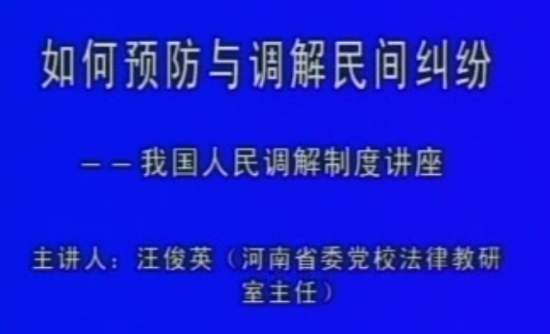 如何预防与调解民间纠纷
——我国人民调解制度讲座
主讲人：汪俊英（河南省委党校法律教研
室主任）